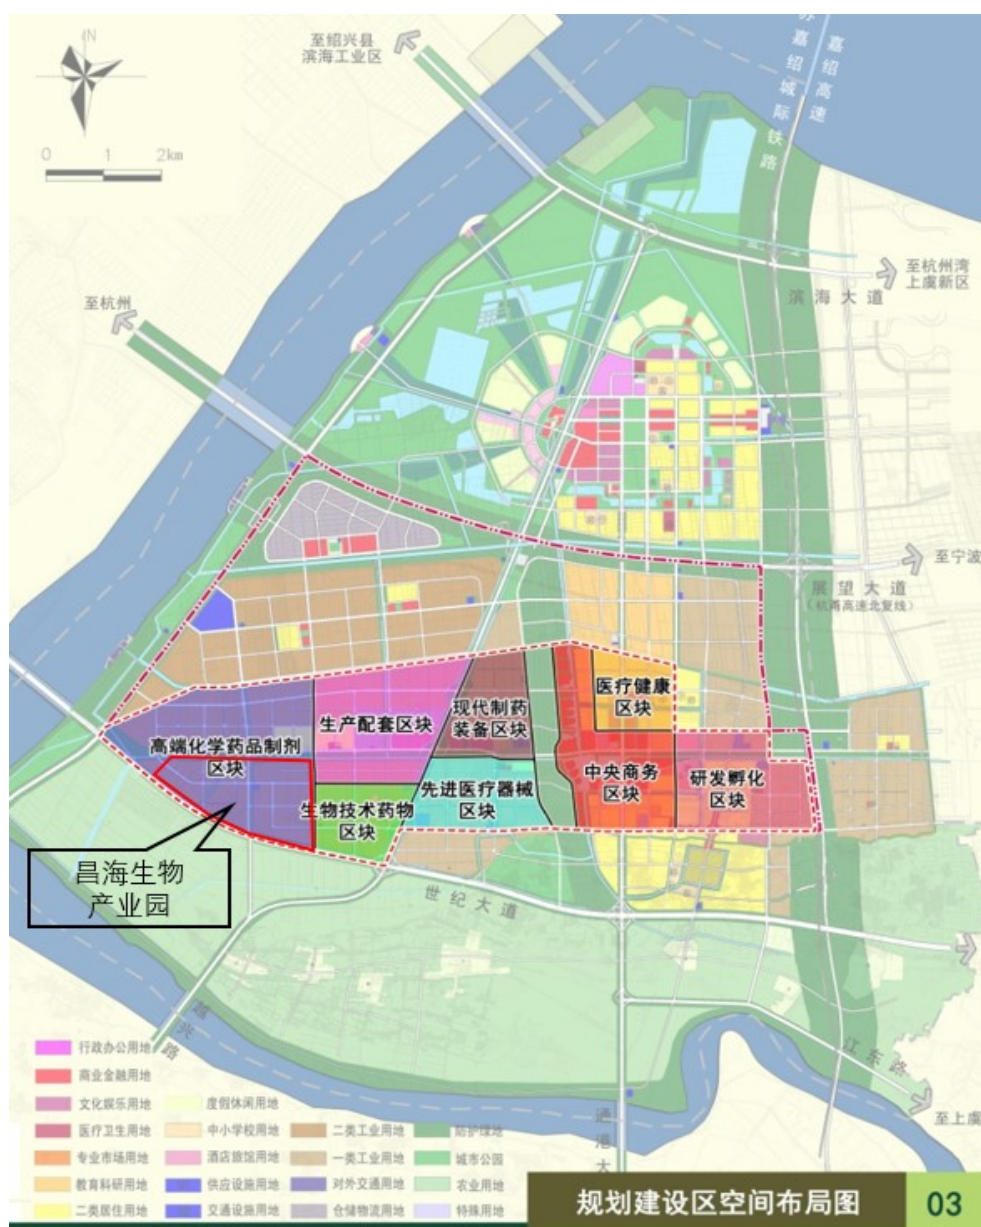 N
0 1 2km
至绍兴县
滨海工业区
苏嘉绍城际铁路
嘉绍高速
至杭州湾
上虞新区
滨海大道
至杭州
至宁波
展望大道
(杭甬高速北复线)
医疗健康
区块
现代制药
装备区块
生产配套区块
高端化学药品制剂
区块
中央商务
区块
研发孵化
区块
先进医疗器械
区块
生物技术药物
区块
昌海生物
产业园
世纪大道
越兴路
江东路
至上虞
通港大
行政办公用地
商业金融用地
文化娱乐用地 度假休闲用地
医疗卫生用地 中小学校用地 二类工业用地 防护绿地
专业市场用地 酒店旅馆用地 一类工业用地 城市公园
教育科研用地 供应设施用地 对外交通用地 农业用地
二类居住用地 交通设施用地 仓储物流用地 特殊用地
规划建设区空间布局图 03